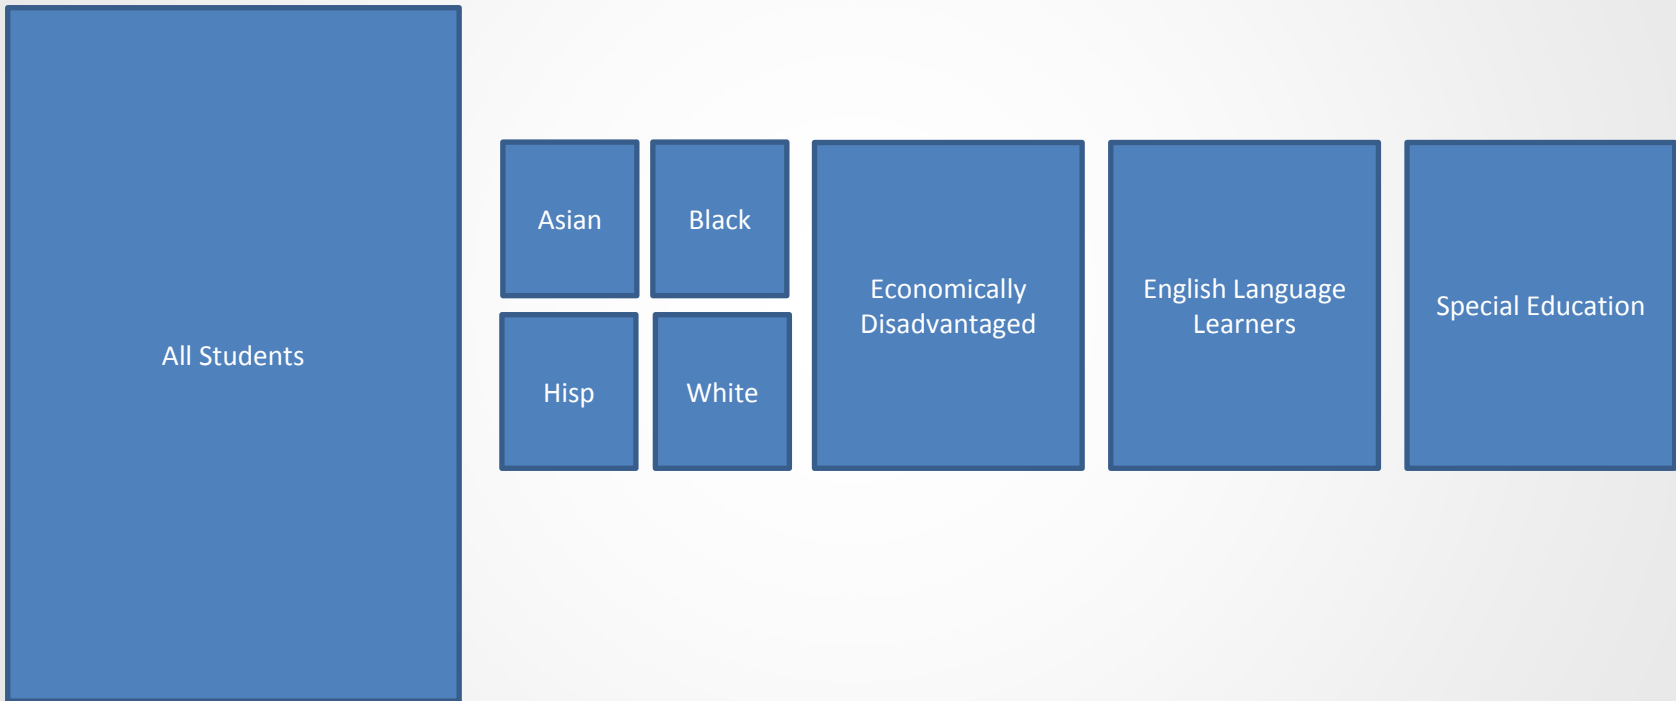 All Students
Asian
Black
Hisp
White
Economically
Disadvantaged
English Language
Learners
Special Education